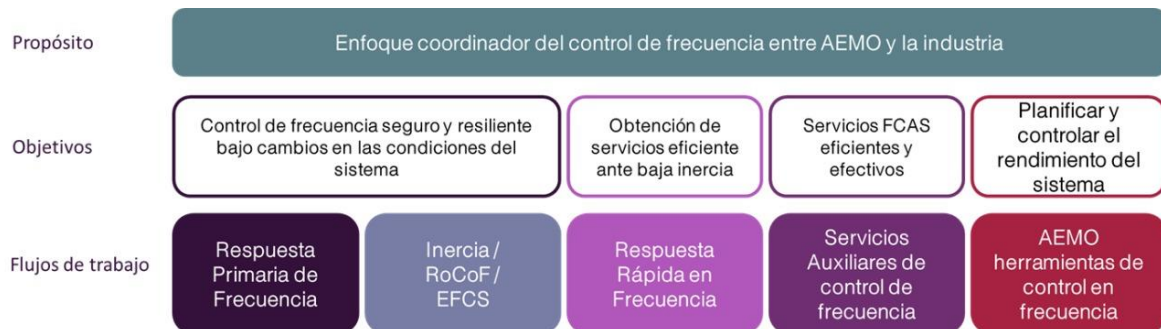 Propósito
Enfoque coordinador del control de frecuencia entre AEMO y la industria
Objetivos
Control de frecuencia seguro y resiliente
bajo cambios en las condiciones del
sistema
Obtención de
servicios eficiente
ante baja inercia
Servicios FCAS
eficientes y
efectivos
Planificar y
controlar el
rendimiento del
sistema
Flujos de trabajo
Respuesta
Primaria de
Frecuencia
Inercia /
RoCoF /
EFCS
Respuesta
Rápida en
Frecuencia
Servicios
Auxiliares de
control de
frecuencia
AEMO
herramientas de
control en
frecuencia